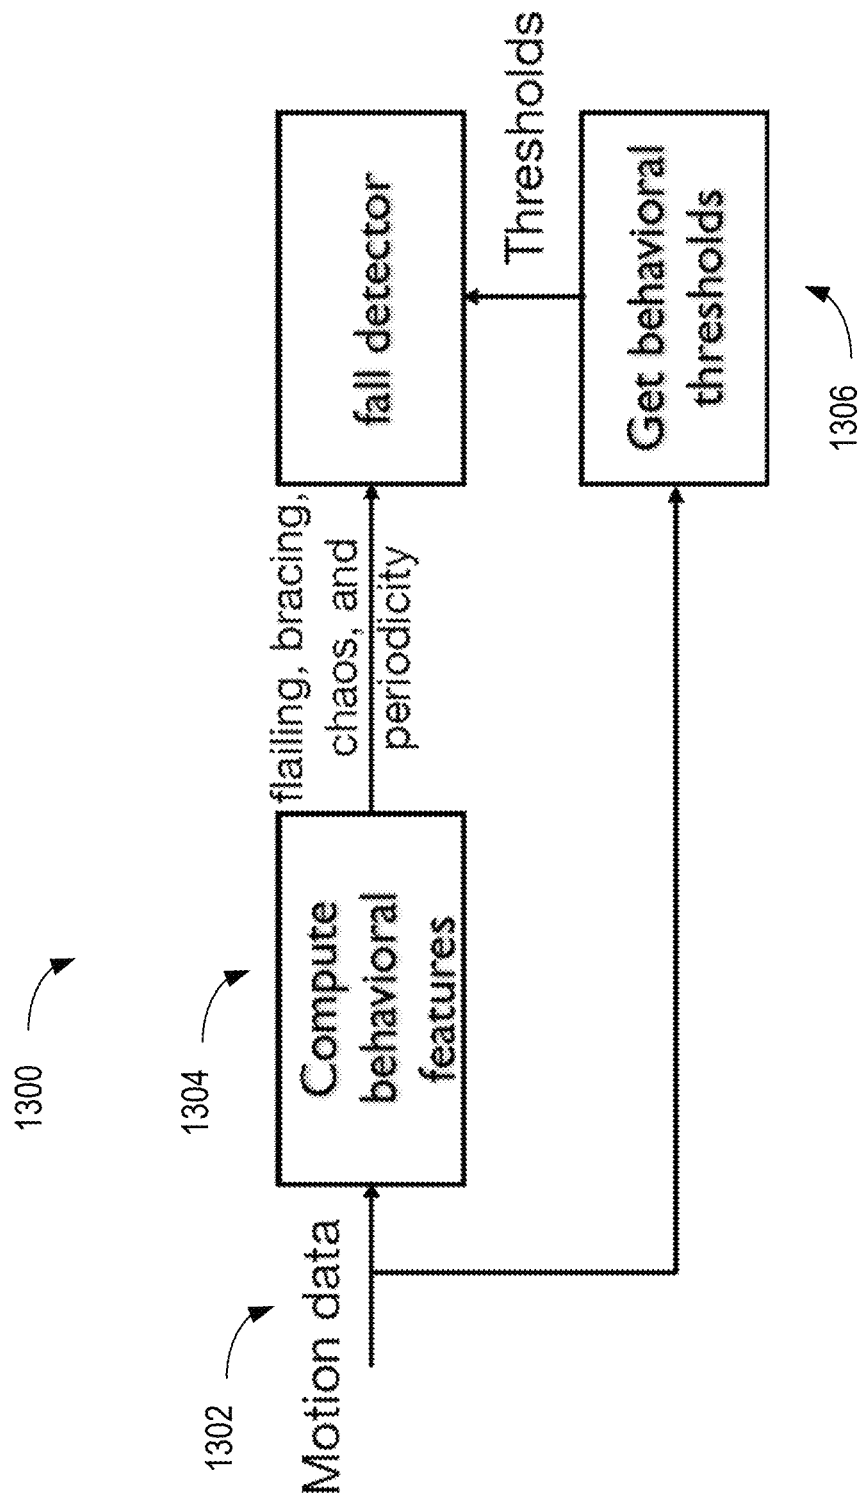 1300
1304
1302
Motion data
Compute
behavioral
features
flailing, bracing,
chaos, and
periodicity
fall detector
Thresholds
Get behavioral
thresholds
1306